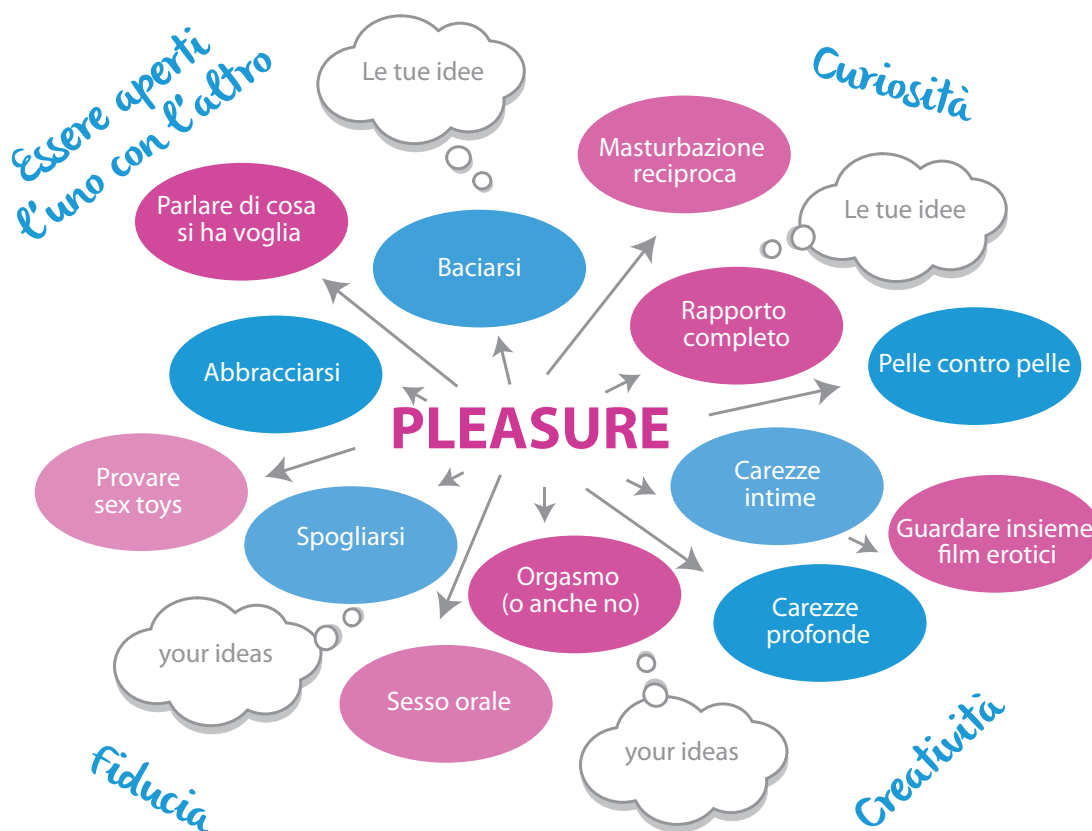 Essere aperti
l'uno con l'altro
Le tue idee
Curiosità
Masturbazione
reciproca
Parlare di cosa
si ha voglia
Le tue idee
Baciarsi
Rapporto
completo
Pelle contro pelle
Abbracciarsi
PLEASURE
Provare
sex toys
Carezze
intime
Spogliarsi
Guardare insieme
film erotici
Orgasmo
(o anche no)
Carezze
profonde
your ideas
Sesso orale
your ideas
Fiducia
Creatività